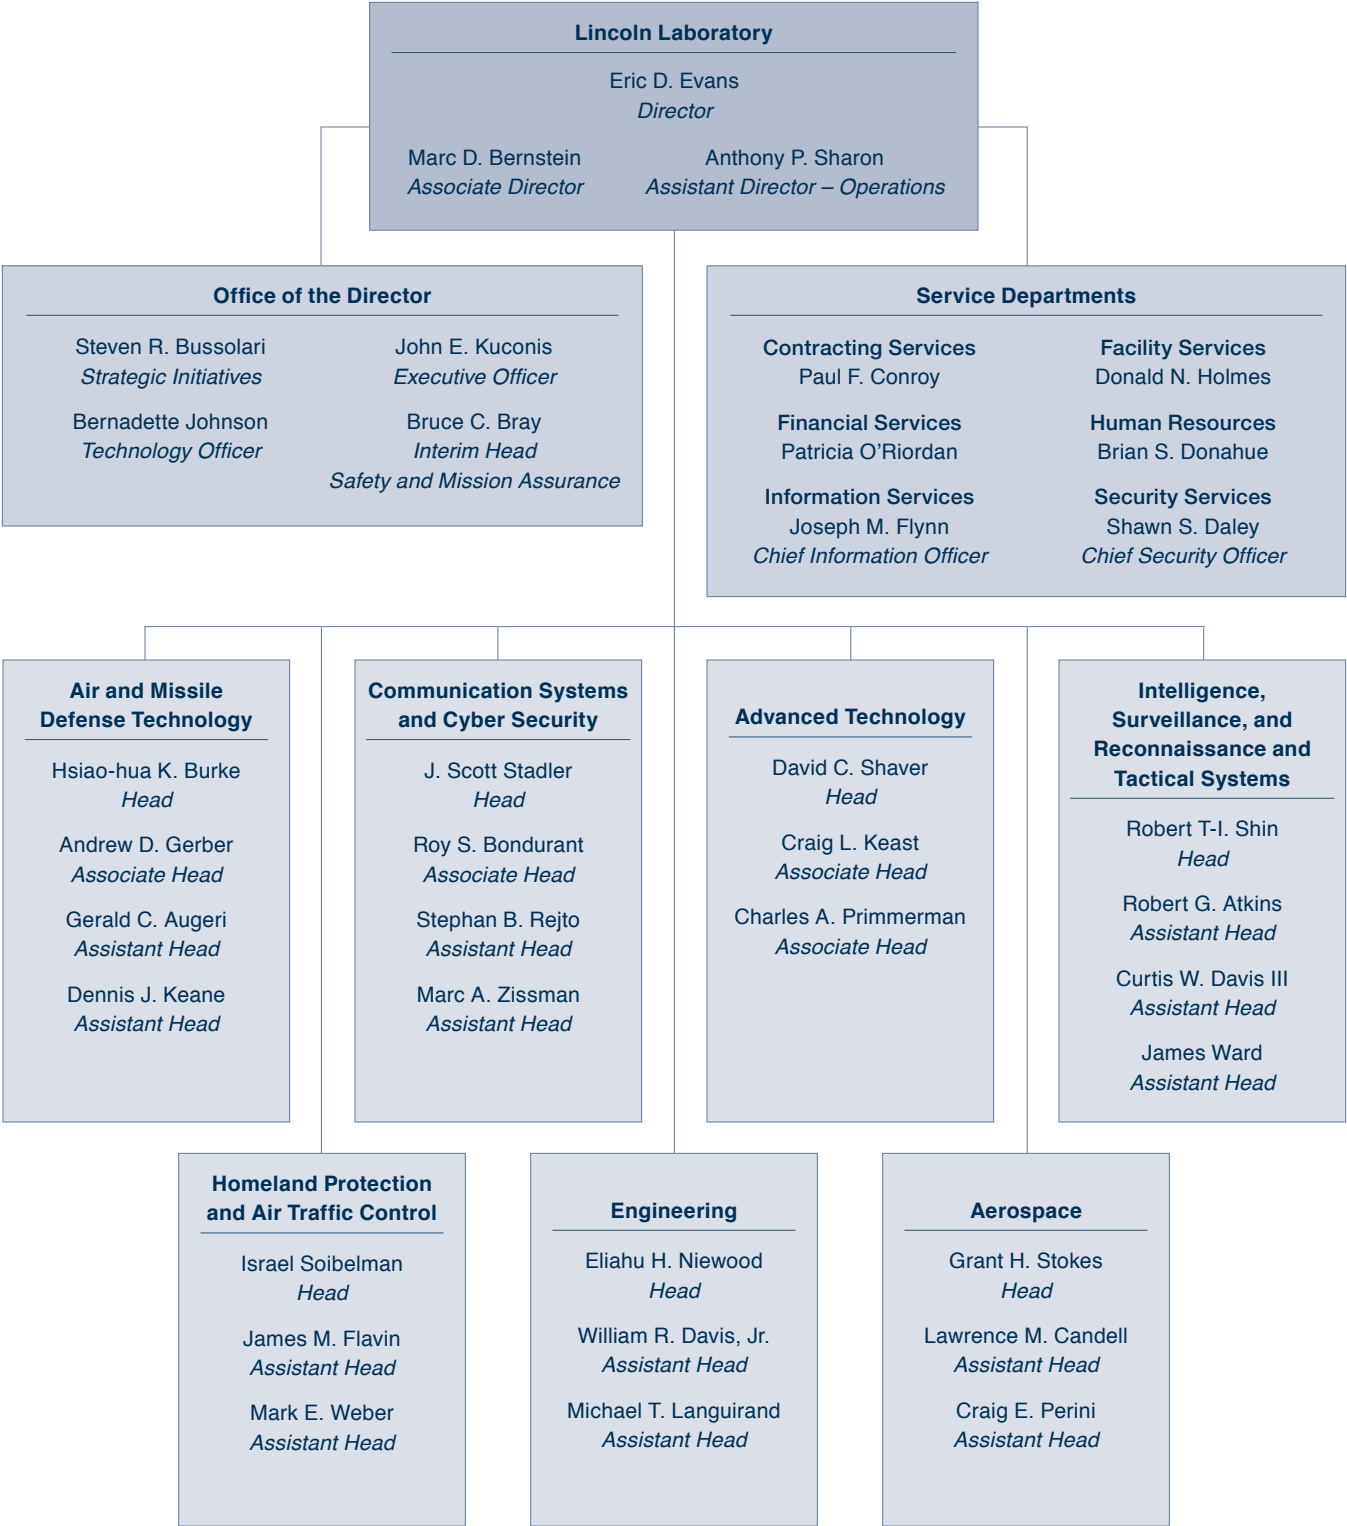 Lincoln Laboratory
Eric D. Evans
Director
Marc D. Bernstein
Associate Director
Anthony P. Sharon
Assistant Director – Operations
Office of the Director
Steven R. Bussolari
Strategic Initiatives
John E. Kuconis
Executive Officer
Bernadette Johnson
Technology Officer
Bruce C. Bray
Interim Head
Safety and Mission Assurance
Service Departments
Contracting Services
Paul F. Conroy
Facility Services
Donald N. Holmes
Financial Services
Patricia O’Riordan
Human Resources
Brian S. Donahue
Information Services
Joseph M. Flynn
Chief Information Officer
Security Services
Shawn S. Daley
Chief Security Officer
Air and Missile
Defense Technology
Hsiao-hua K. Burke
Head
Andrew D. Gerber
Associate Head
Gerald C. Augeri
Assistant Head
Dennis J. Keane
Assistant Head
Communication Systems
and Cyber Security
J. Scott Stadler
Head
Roy S. Bondurant
Associate Head
Stephan B. Rejto
Assistant Head
Marc A. Zissman
Assistant Head
Advanced Technology
David C. Shaver
Head
Craig L. Keast
Associate Head
Charles A. Primmerman
Associate Head
Intelligence,
Surveillance, and
Reconnaissance and
Tactical Systems
Robert T-I. Shin
Head
Robert G. Atkins
Assistant Head
Curtis W. Davis III
Assistant Head
James Ward
Assistant Head
Homeland Protection
and Air Traffic Control
Israel Soibelman
Head
James M. Flavin
Assistant Head
Mark E. Weber
Assistant Head
Engineering
Eliahu H. Niewood
Head
William R. Davis, Jr.
Assistant Head
Michael T. Languirand
Assistant Head
Aerospace
Grant H. Stokes
Head
Lawrence M. Candell
Assistant Head
Craig E. Perini
Assistant Head